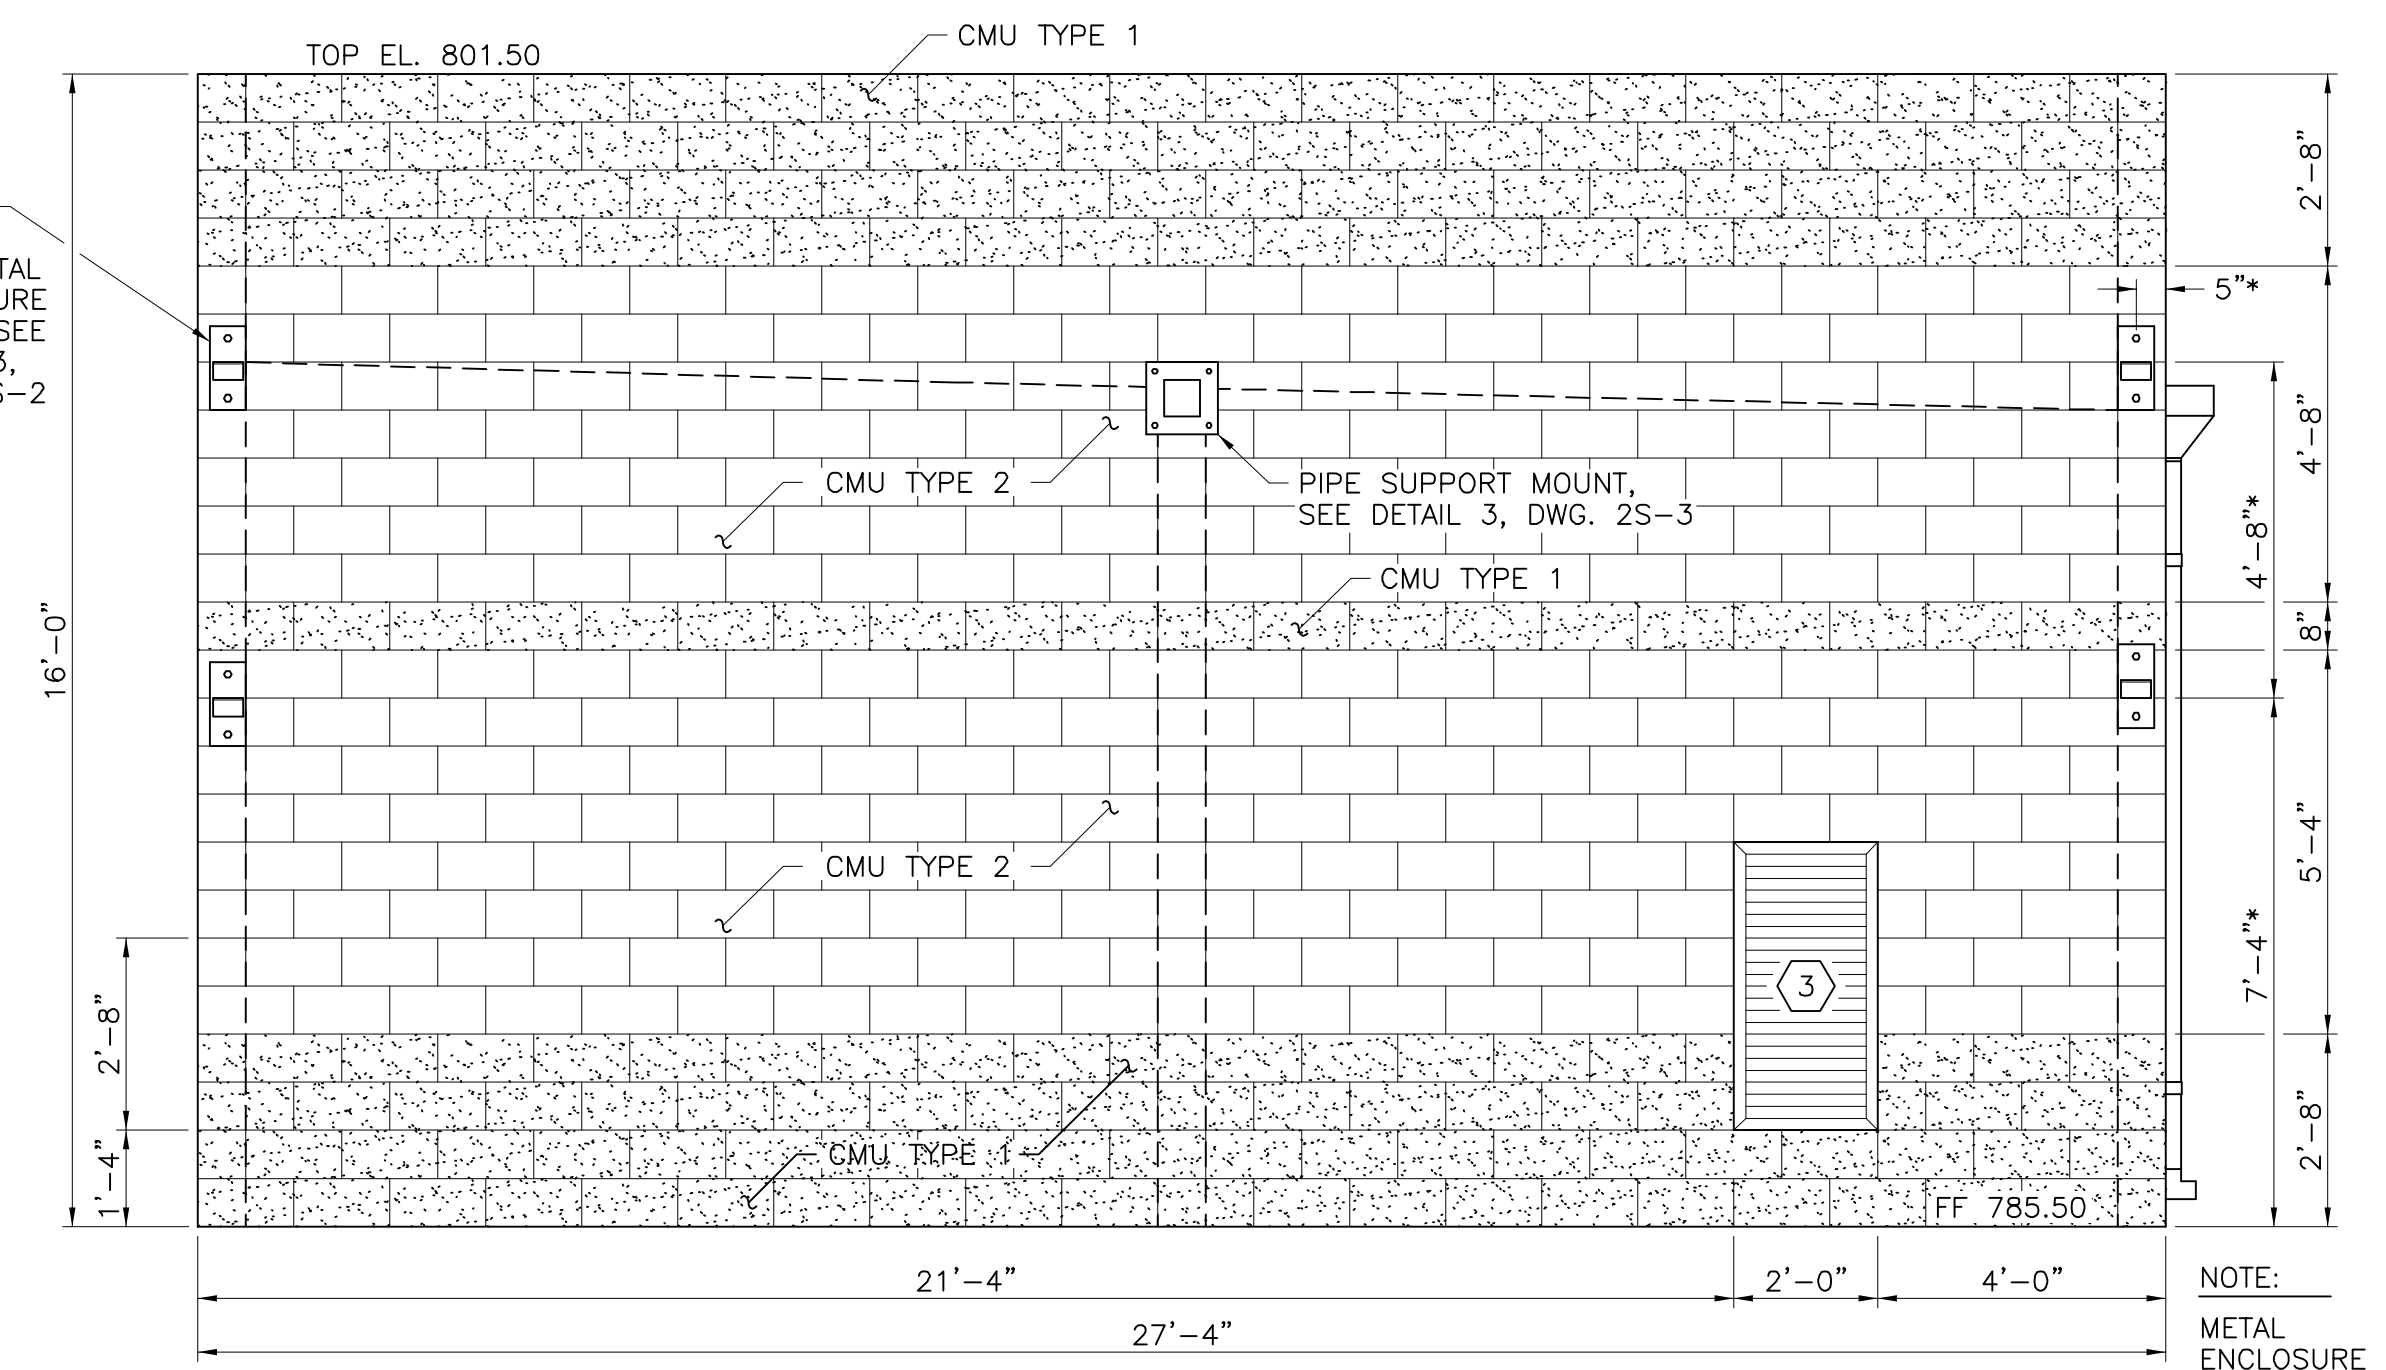 TOP EL. 801.50
CMU TYPE 1
2'-8"
5"*
SEE
3,
PIPE SUPPORT MOUNT,
SEE DETAIL 3, DWG. 2S-3
CMU TYPE 2
4'-8"
4'-8"*
CMU TYPE 1
8"
16'-0"
CMU TYPE 2
5'-4"
7'-4"*
3
2'-8"
1'-4"
CMU TYPE 1
2'-8"
FF 785.50
21'-4"
2'-0"
4'-0"
27'-4"
NOTE:
METAL
ENCLOSURE